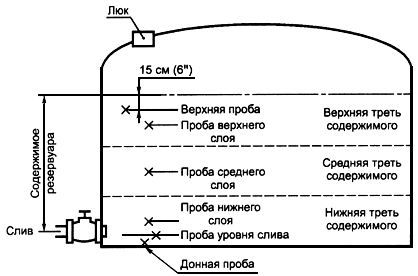 Люк
15 см (6")
Верхняя проба
Проба верхнего
слоя
Верхняя треть
содержимого
Содержимое
резервуара
Проба среднего
слоя
Средняя треть
содержимого
Проба нижнего
слоя
Нижняя треть
содержимого
Слив
Проба уровня слива
Донная проба